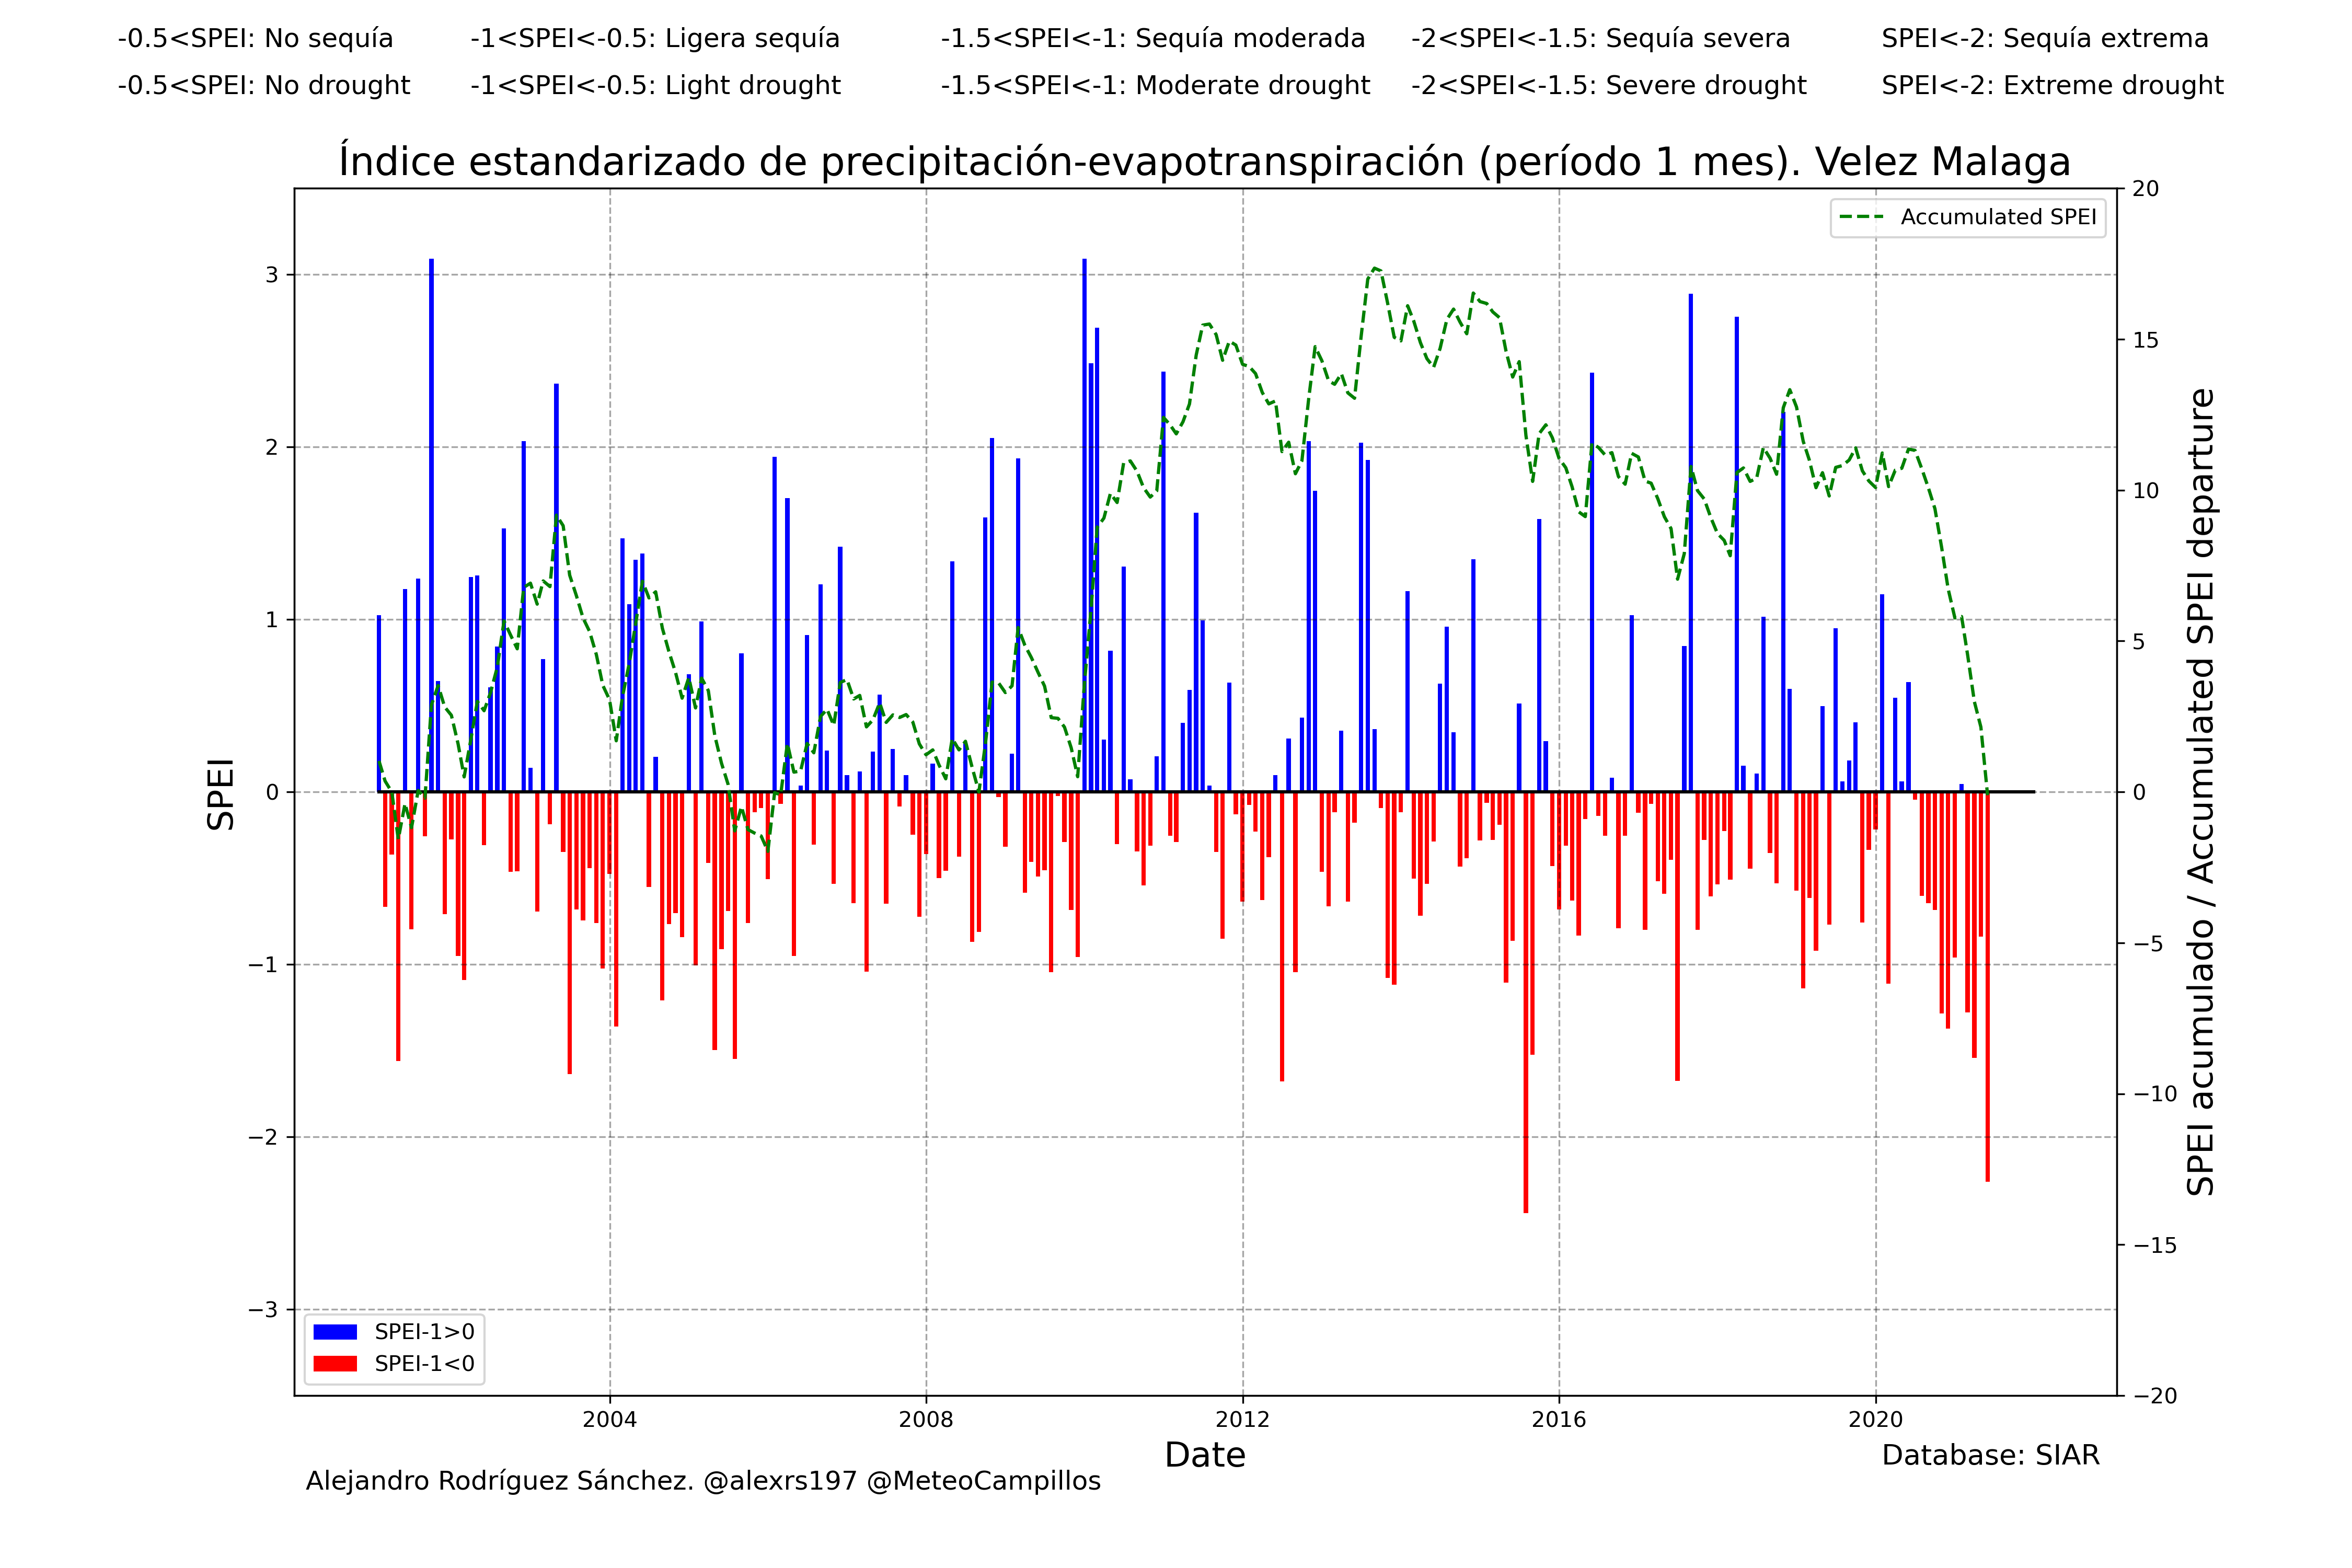 -0.5<SPEI: No sequía -1<SPEI<-0.5: Ligera sequía -1.5<SPEI<-1: Sequía moderada -2<SPEI<-1.5: Sequía severa SPEI<-2: Sequía extrema
-0.5<SPEI: No drought -1<SPEI<-0.5: Light drought -1.5<SPEI<-1: Moderate drought -2<SPEI<-1.5: Severe drought SPEI<-2: Extreme drought
Índice estandarizado de precipitación-evapotranspiración (período 1 mes). Velez Malaga
Accumulated SPEI
SPEI
3
2
1
0
−1
−2
−3
20
15
10
5
0
−5
−10
−15
−20
SPEI acumulado / Accumulated SPEI departure
SPEI-1>0
SPEI-1<0
2004 2008 2012 2016 2020
Date
Database: SIAR
Alejandro Rodríguez Sánchez. @alexrs197 @MeteoCampillos